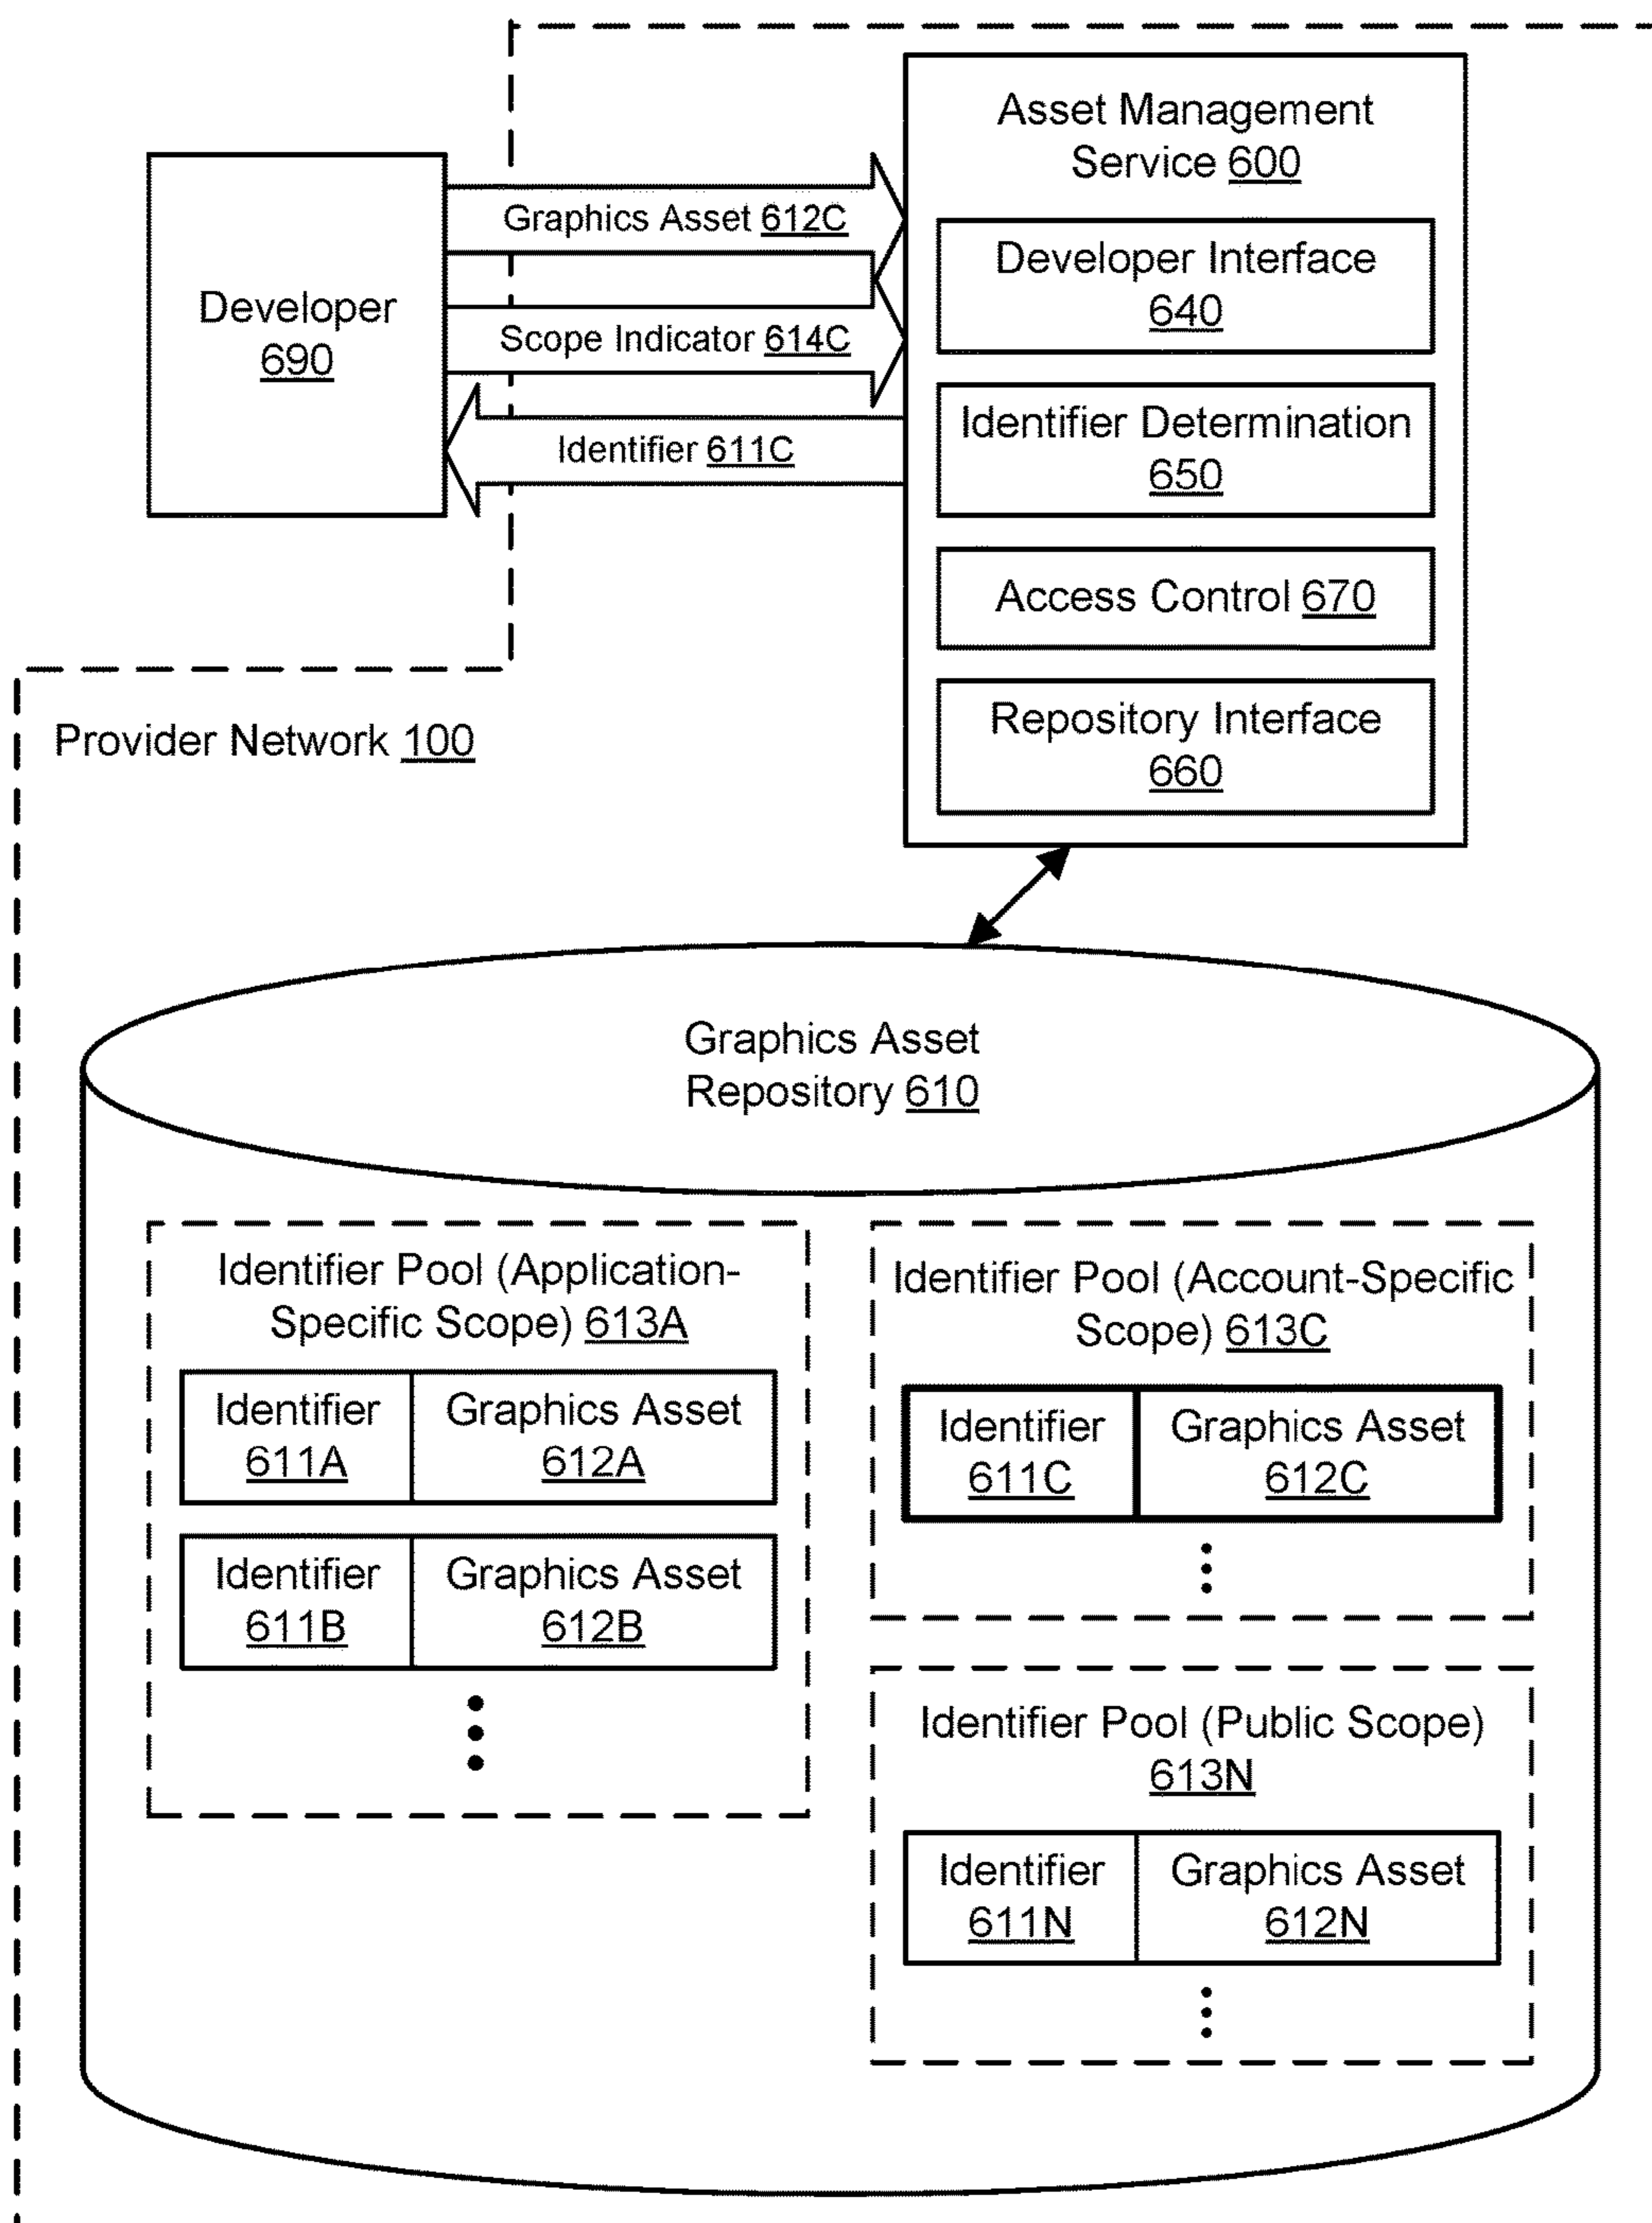 Asset Management
Service 600
Graphics Asset 612C
Developer Interface
640
Developer
690
Scope Indicator 614C
Identifier Determination
650
Identifier 611C
Access Control 670
Repository Interface
660
Provider Network 100
Graphics Asset
Repository 610
Identifier Pool (Application-
Specific Scope) 613A
Identifier
611A
Graphics Asset
612A
Identifier
611B
Graphics Asset
612B
Identifier Pool (Account-Specific
Scope) 613C
Identifier
611C
Graphics Asset
612C
Identifier Pool (Public Scope)
613N
Identifier
611N
Graphics Asset
612N